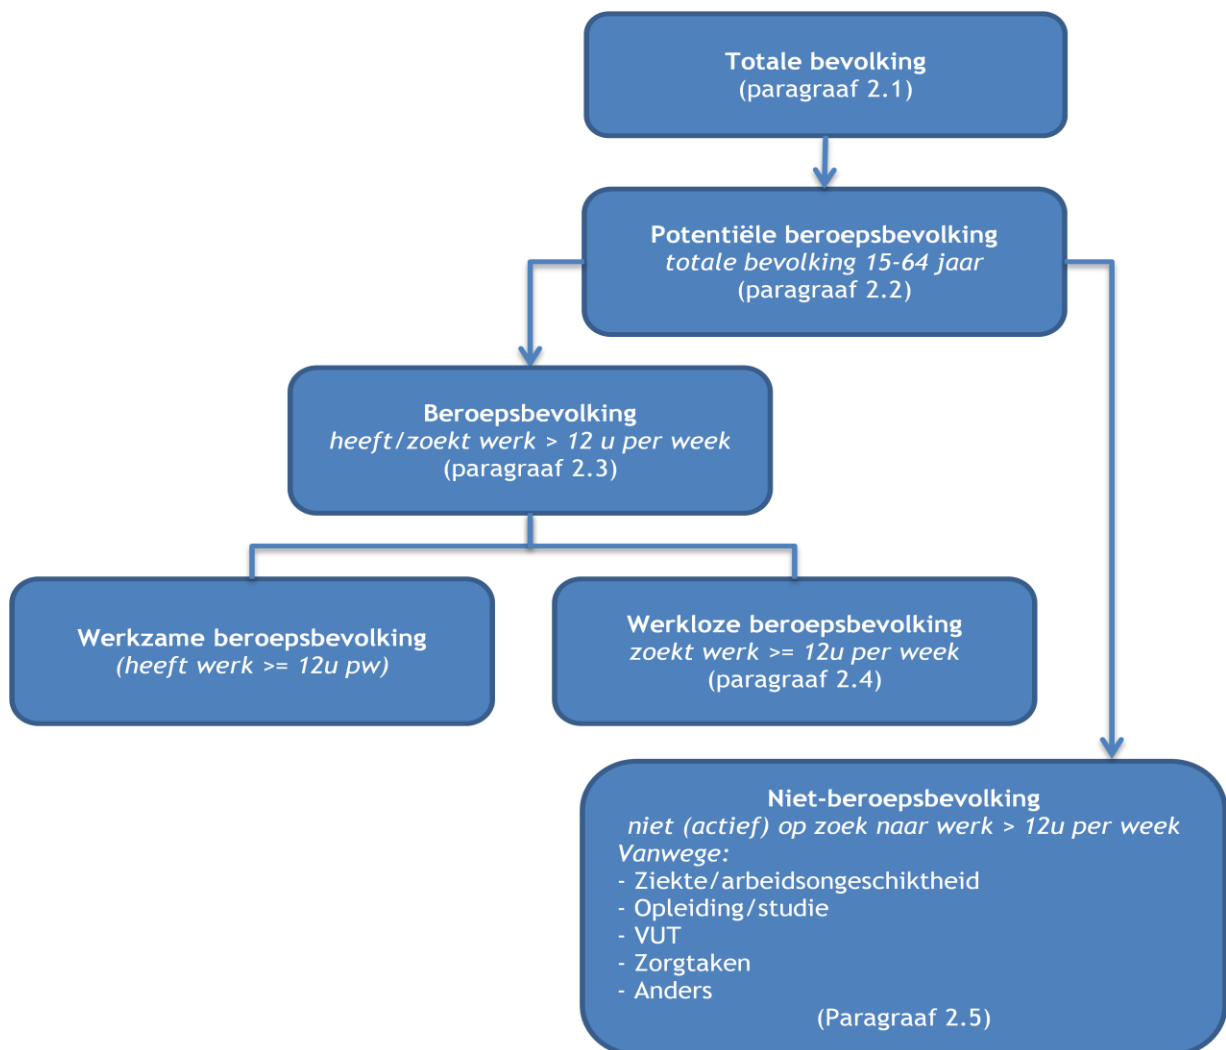 Totale bevolking
(paragraaf 2.1)
Potentiële beroepsbevolking
totale bevolking 15-64 jaar
(paragraaf 2.2)
Beroepsbevolking
heeft/zoekt werk > 12 u per week
(paragraaf 2.3)
Werkzame beroepsbevolking
(heeft werk >= 12u pw)
Werkloze beroepsbevolking
zoekt werk >= 12u per week
(paragraaf 2.4)
Niet-beroepsbevolking
niet (actief) op zoek naar werk > 12u per week
Vanwege:
- Ziekte/arbeidsongeschiktheid
- Opleiding/studie
- VUT
- Zorgtaken
- Anders
(Paragraaf 2.5)